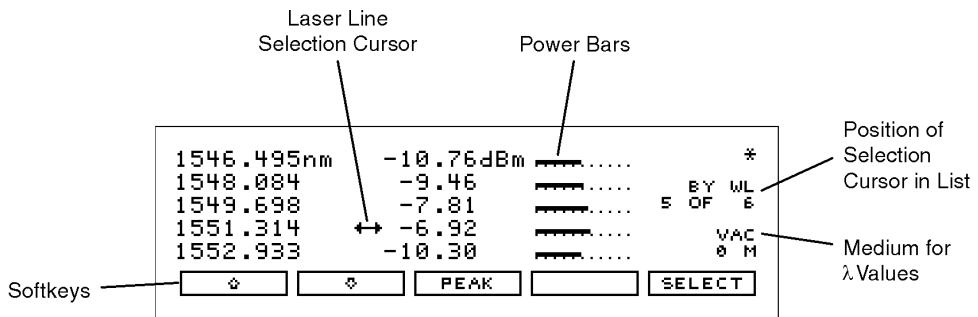 Laser Line
Selection Cursor
Power Bars
Position of
Selection
Cursor in List
Medium for
λ Values
Softkeys
1546.495nm -10.76dBm *
1548.084 -9.46 BY WL
1549.698 -7.81 5 OF 6
1551.314 -6.92 VAC
1552.933 -10.30 0 M
PEAK SELECT